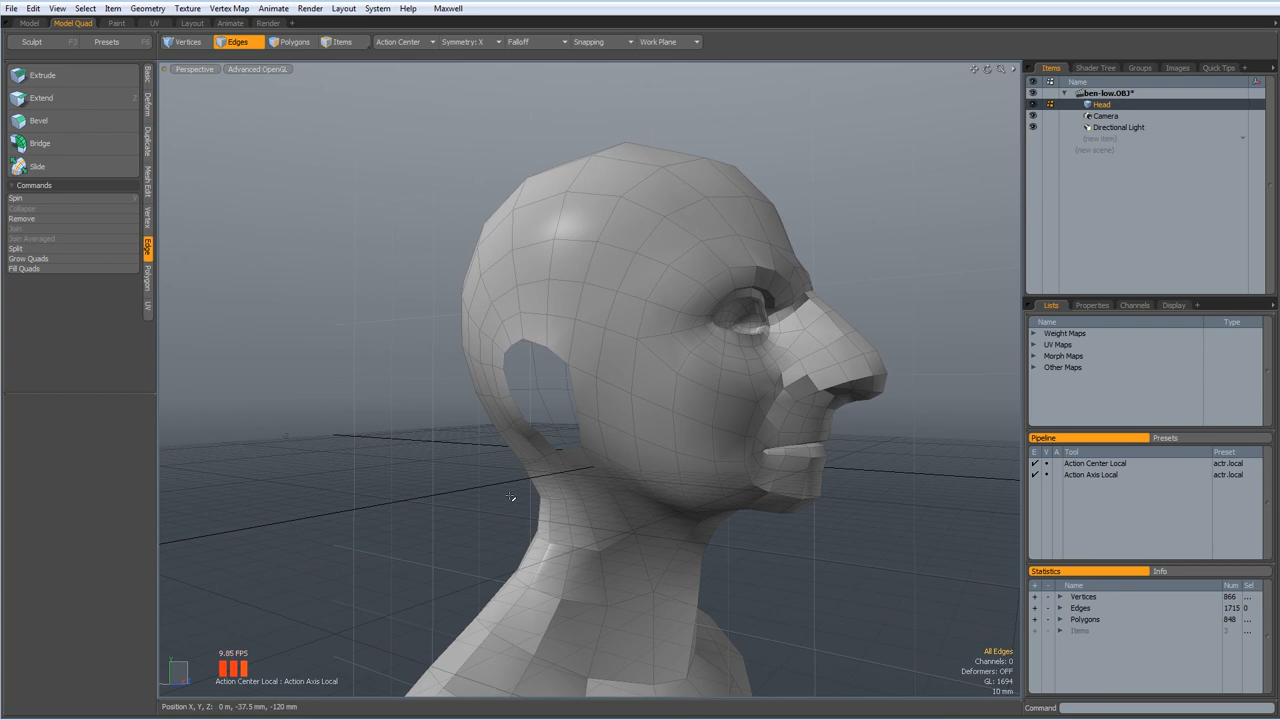 File Edit View Select Item Geometry Texture Vertex Map Animate Render Layout System Help Maxwell
Model Model Quad Paint UV Layout Animate Render +
Sculpt F3 Presets F6 Vertices Edges Polygons Items Action Center Symmetry: X Falloff Snapping Work Plane
Perspective Advanced OpenGL
Extrude
Extend Z
Bevel
Bridge
Slide
Commands
Spin V
Collapse
Remove
Join
Join Averaged
Split
Grow Quads
Fill Quads
Basic
Deform
Duplicate
Mesh Edit
Vertex
Edge
Polygon
UV
9.85 FPS
Action Center Local : Action Axis Local
All Edges
Channels: 0
Deformers: OFF
GL: 1694
10 mm
Position X, Y, Z: 0 m, -37.5 mm, -120 mm
Items Shader Tree Groups Images Quick Tips +
Name
ben-low.OBJ*
Head
Camera
Directional Light
(new item)
(new scene)
Lists Properties Channels Display +
Name Type
Weight Maps
UV Maps
Morph Maps
Other Maps
Pipeline Presets
E V A Tool Preset
Action Center Local actr.local
Action Axis Local actr.local
Statistics Info
+ - Name Num Sel
+ - Vertices 866 ...
+ - Edges 1715 0
+ - Polygons 848 ...
+ - Items 3 ...
Command